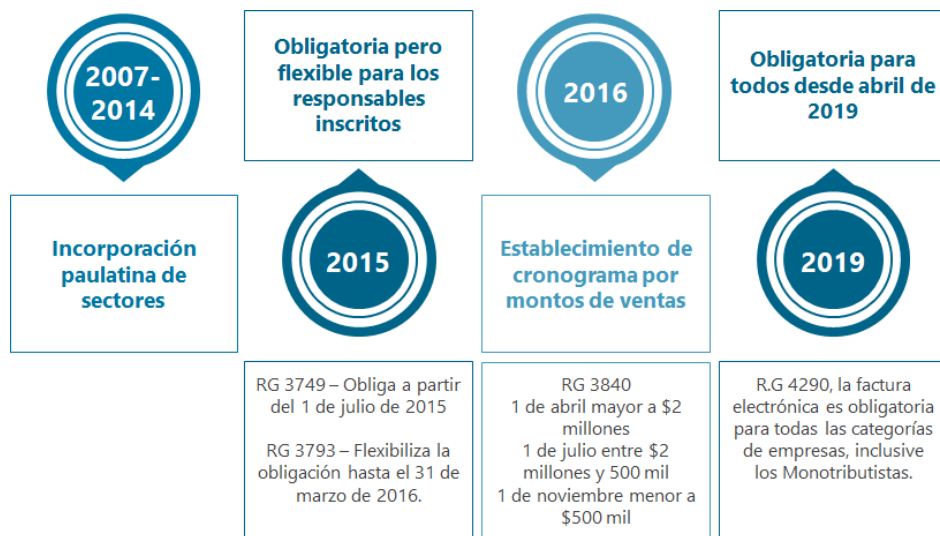 2007-
2014
Incorporación
paulatina de
sectores
Obligatoria pero
flexible para los
responsables
inscritos
2015
RG 3749 – Obliga a partir
del 1 de julio de 2015
RG 3793 – Flexibiliza la
obligación hasta el 31 de
marzo de 2016.
2016
Establecimiento de
cronograma por
montos de ventas
RG 3840
1 de abril mayor a $2
millones
1 de julio entre $2
millones y 500 mil
1 de noviembre menor a
$500 mil
Obligatoria para
todos desde abril de
2019
2019
R.G 4290, la factura
electrónica es obligatoria
para todas las categorías
de empresas, inclusive
los Monotributistas.